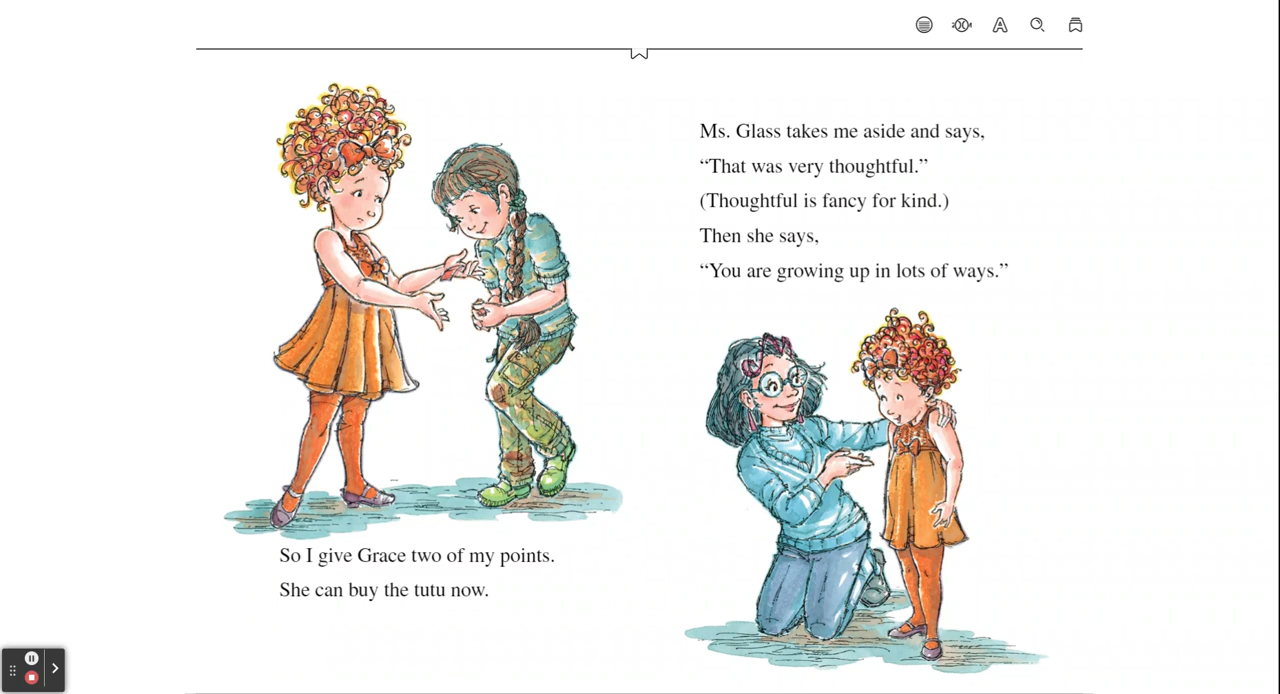 So I give Grace two of my points.
She can buy the tutu now.
Ms. Glass takes me aside and says,
“That was very thoughtful.”
(Thoughtful is fancy for kind.)
Then she says,
“You are growing up in lots of ways.”